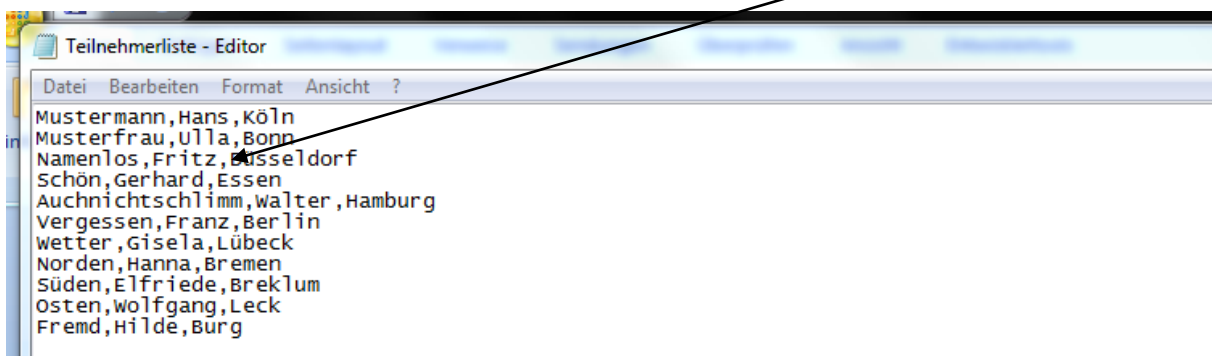 Teilnehmerliste - Editor
Datei Bearbeiten Format Ansicht ?
Mustermann,Hans,Köln
Musterfrau,Ulla,Bonn
Namenlos,Fritz,Düsseldorf
Schön,Gerhard,Essen
Auchnichtschlimm,Walter,Hamburg
Vergessen,Franz,Berlin
Wetter,Gisela,Lübeck
Norden,Hanna,Bremen
Süden,Elfriede,Breklum
Osten,Wolfgang,Leck
Fremd,Hilde,Burg